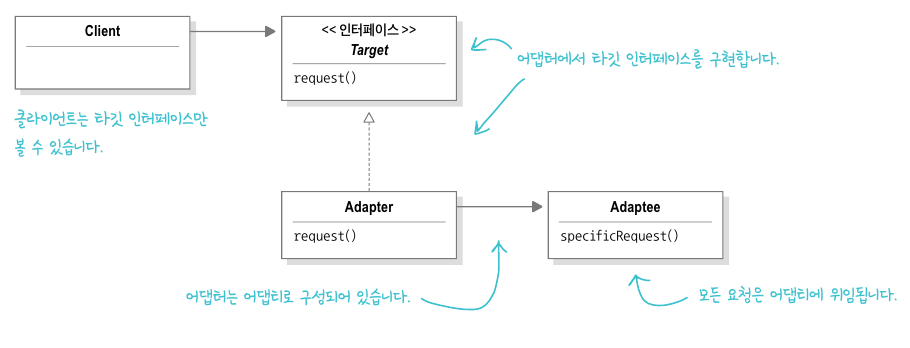 Client
<< 인터페이스 >>
Target
request()
어댑터에서 타깃 인터페이스를 구현합니다.
클라이언트는 타깃 인터페이스만
볼 수 있습니다.
Adapter
request()
Adaptee
specificRequest()
어댑터는 어댑티로 구성되어 있습니다.
모든 요청은 어댑티에 위임됩니다.